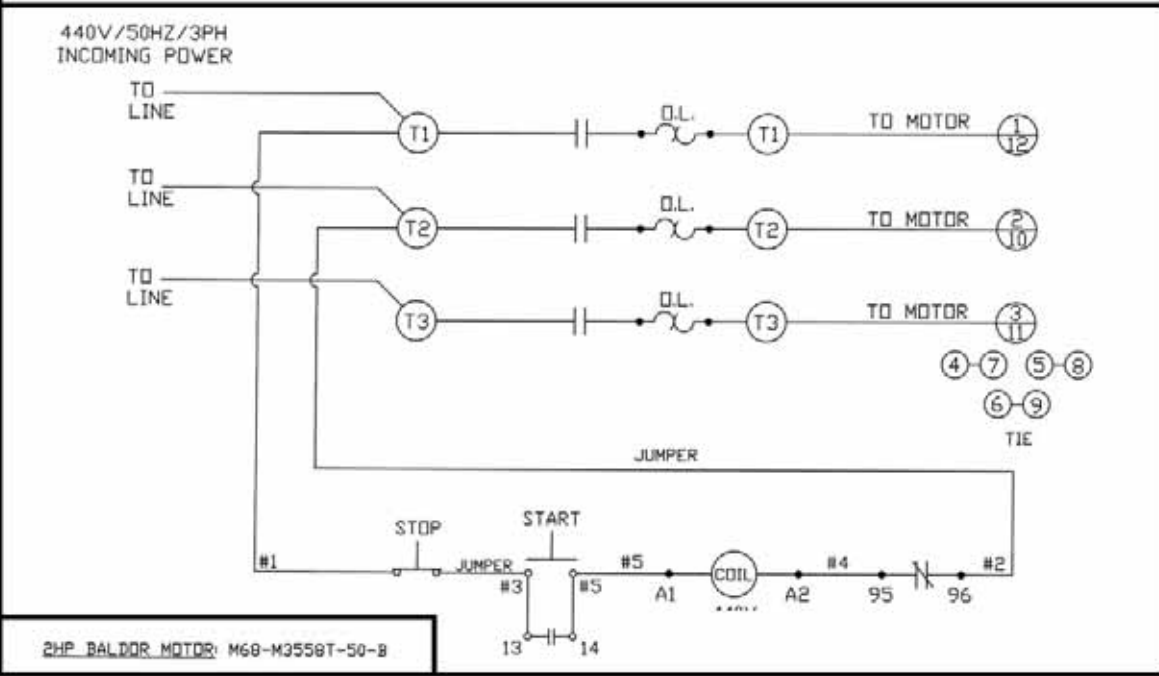 440V/50HZ/3PH
INCOMING POWER
TO
LINE
T1
O.L.
T1
TO MOTOR
1
12
TO
LINE
T2
O.L.
T2
TO MOTOR
2
10
TO
LINE
T3
O.L.
T3
TO MOTOR
3
11
4 7 5 8
6 9
TIE
JUMPER
STOP
START
#1
JUMPER
#3
#5
#5
A1
COIL
A2
#4
95
96
#2
13
14
2HP BALDOR MOTOR: M68-M3558T-50-B